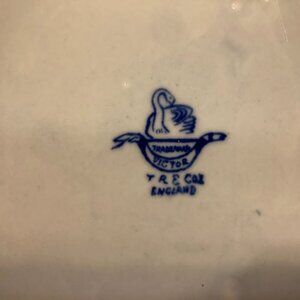 TRADEMARK
VICTOR
T R & CO
ENGLAND